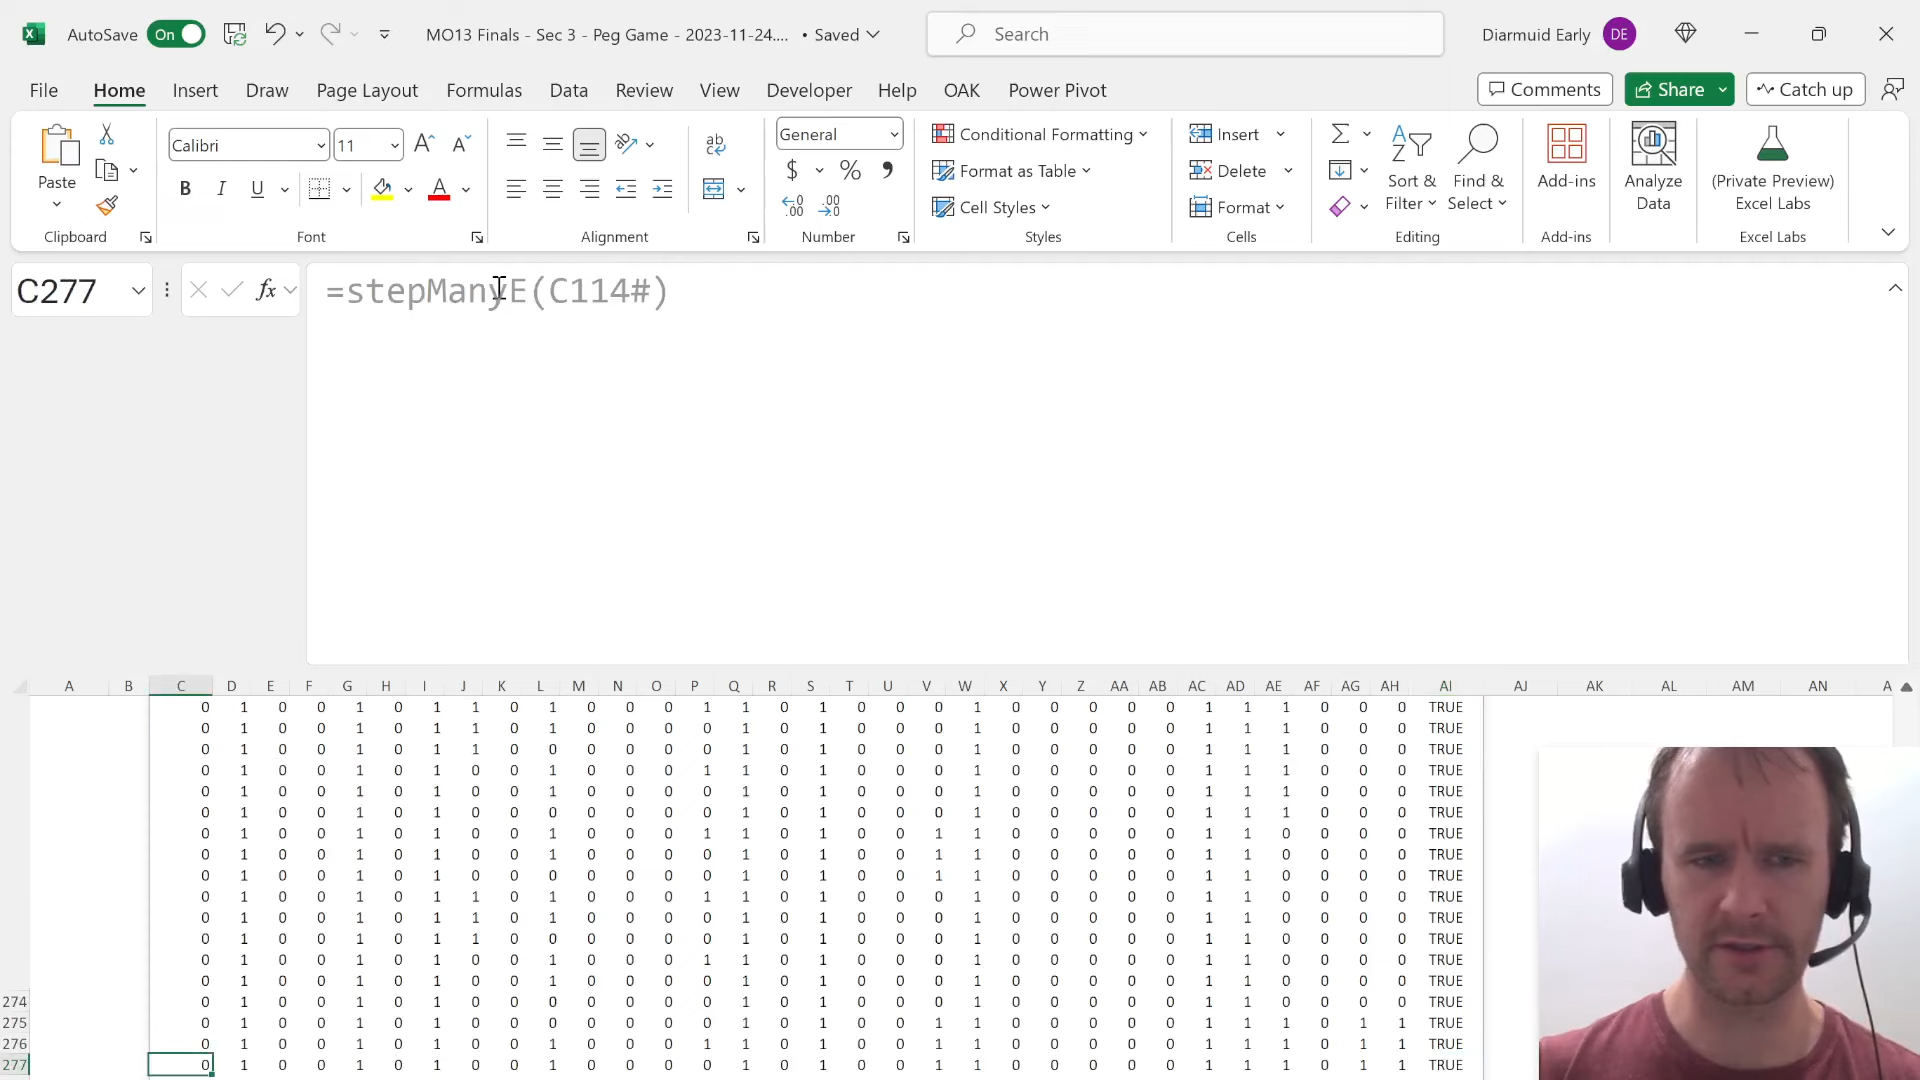 AutoSave On MO13 Finals - Sec 3 - Peg Game - 2023-11-24.... • Saved Search Diarmuid Early DE
File Home Insert Draw Page Layout Formulas Data Review View Developer Help OAK Power Pivot Comments Share Catch up
Paste Calibri 11 General Conditional Formatting Insert Sort & Filter Find & Select Add-ins Analyze Data (Private Preview) Excel Labs
B I U A ab c $ % Format as Table Delete
.00 .00 Cell Styles Format
Clipboard Font Alignment Number Styles Cells Editing Add-ins Excel Labs
C277 fx =stepManyE(C114#)
A B C D E F G H I J K L M N O P Q R S T U V W X Y Z AA AB AC AD AE AF AG AH AI AJ AK AL AM AN A
0 1 0 0 1 0 1 1 0 1 0 0 0 1 1 0 1 0 0 0 1 0 0 0 0 0 1 1 1 0 0 0 TRUE
0 1 0 0 1 0 1 1 0 1 0 0 0 0 1 0 1 0 0 0 1 0 0 0 0 0 1 1 1 0 0 0 TRUE
0 1 0 0 1 0 1 1 0 0 0 0 0 0 1 0 1 0 0 0 1 0 0 0 0 0 1 1 1 0 0 0 TRUE
0 1 0 0 1 0 1 0 0 1 0 0 0 1 1 0 1 0 0 0 1 0 0 0 0 0 1 1 1 0 0 0 TRUE
0 1 0 0 1 0 1 0 0 1 0 0 0 0 1 0 1 0 0 0 1 0 0 0 0 0 1 1 1 0 0 0 TRUE
0 1 0 0 1 0 1 0 0 0 0 0 0 0 1 0 1 0 0 0 1 0 0 0 0 0 1 1 1 0 0 0 TRUE
0 1 0 0 1 0 1 0 0 1 0 0 0 1 1 0 1 0 0 1 1 0 0 0 0 0 1 1 0 0 0 0 TRUE
0 1 0 0 1 0 1 0 0 1 0 0 0 0 1 0 1 0 0 1 1 0 0 0 0 0 1 1 0 0 0 0 TRUE
0 1 0 0 1 0 1 0 0 0 0 0 0 0 1 0 1 0 0 1 1 0 0 0 0 0 1 1 0 0 0 0 TRUE
0 1 0 0 1 0 1 1 0 1 0 0 0 1 1 0 1 0 0 0 1 0 0 0 0 0 1 1 0 0 0 0 TRUE
0 1 0 0 1 0 1 1 0 1 0 0 0 0 1 0 1 0 0 0 1 0 0 0 0 0 1 1 0 0 0 0 TRUE
0 1 0 0 1 0 1 1 0 0 0 0 0 0 1 0 1 0 0 0 1 0 0 0 0 0 1 1 0 0 0 0 TRUE
0 1 0 0 1 0 1 0 0 1 0 0 0 1 1 0 1 0 0 0 1 0 0 0 0 0 1 1 0 0 0 0 TRUE
0 1 0 0 1 0 1 0 0 1 0 0 0 0 1 0 1 0 0 0 1 0 0 0 0 0 1 1 0 0 0 0 TRUE
274 0 1 0 0 1 0 1 0 0 0 0 0 0 0 1 0 1 0 0 0 1 0 0 0 0 0 1 1 0 0 0 0 TRUE
275 0 1 0 0 1 0 1 0 0 0 0 0 0 0 1 0 1 0 0 1 1 0 0 0 0 0 1 1 1 0 1 1 TRUE
276 0 1 0 0 1 0 1 0 0 1 0 0 0 1 1 0 1 0 0 1 1 0 0 0 0 0 1 1 1 0 1 1 TRUE
277 0 1 0 0 1 0 1 0 0 1 0 0 0 0 1 0 1 0 0 1 1 0 0 0 0 0 1 1 1 0 1 1 TRUE